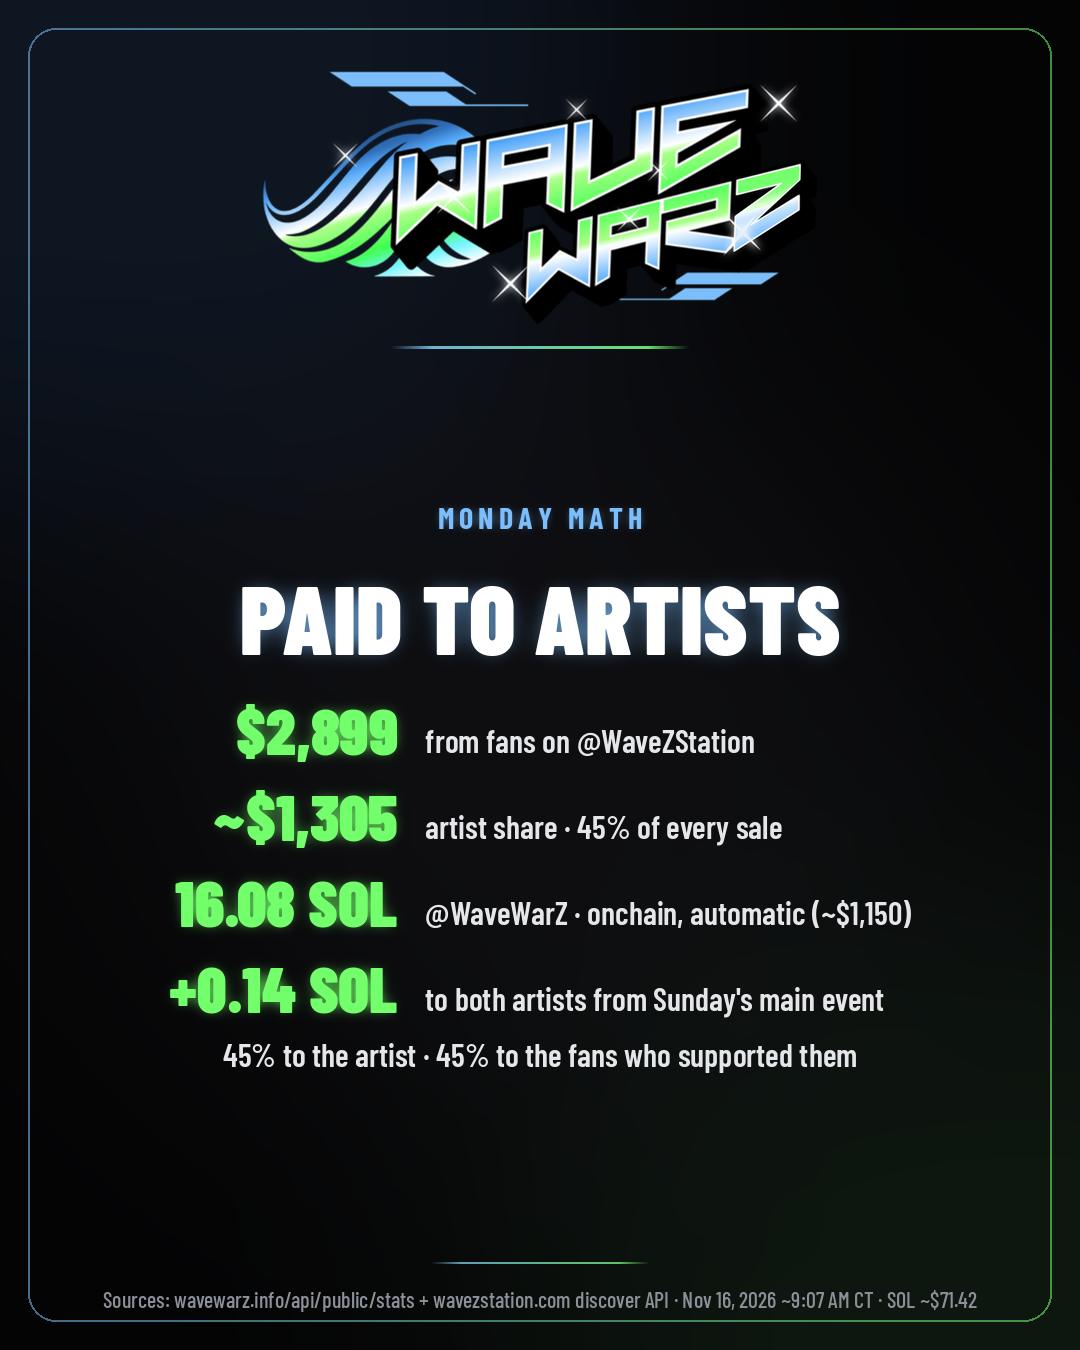 WAVE
WARZ
MONDAY MATH
PAID TO ARTISTS
$2,899 from fans on @WaveZStation
~$1,305 artist share · 45% of every sale
16.08 SOL @WaveWarZ · onchain, automatic (~$1,150)
+0.14 SOL to both artists from Sunday's main event
45% to the artist · 45% to the fans who supported them
Sources: wavewarz.info/api/public/stats + wavezstation.com discover API · Nov 16, 2026 ~9:07 AM CT · SOL ~$71.42